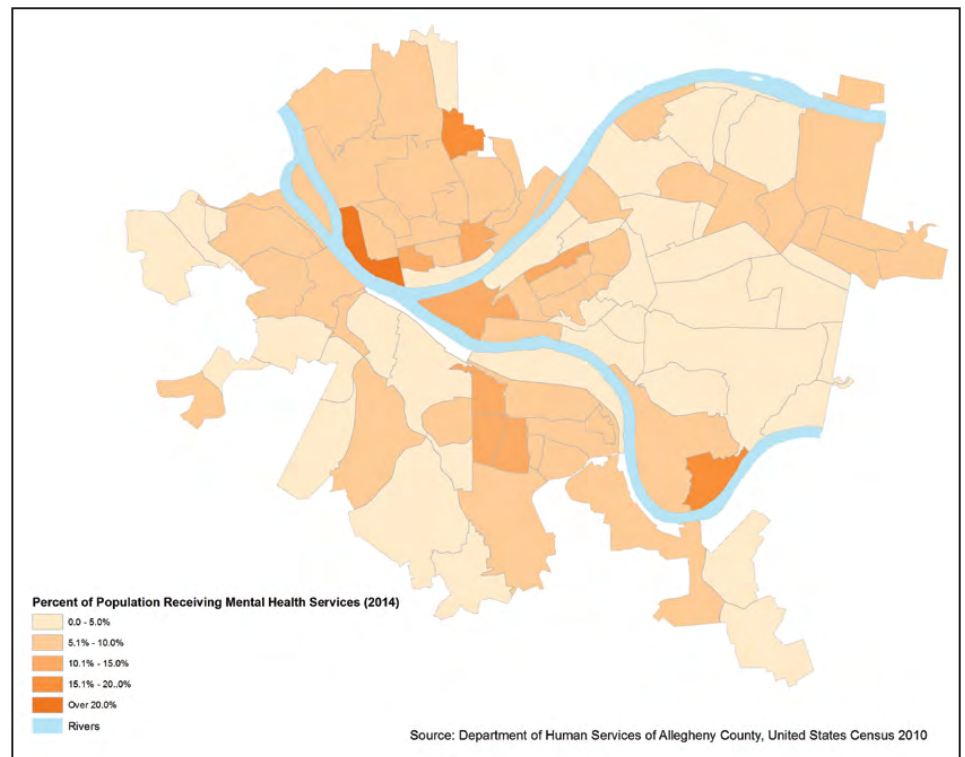 Percent of Population Receiving Mental Health Services (2014)
0.0 - 5.0%
5.1% - 10.0%
10.1% - 15.0%
15.1% - 20..0%
Over 20.0%
Rivers
Source: Department of Human Services of Allegheny County, United States Census 2010